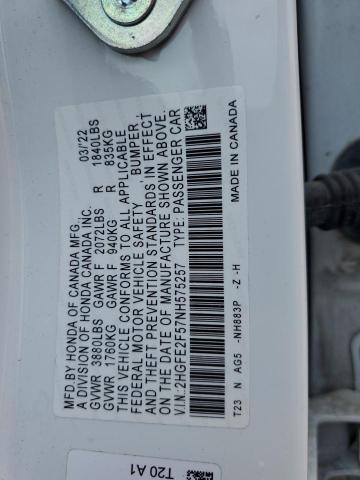 MFD. BY HONDA OF CANADA MFG. 03/'22
A DIVISION OF HONDA CANADA INC.
GVWR 3880LBS GAWR F 2072LBS R 1840LBS
GVWR 1760KG GAWR F 940KG R 835KG
THIS VEHICLE CONFORMS TO ALL APPLICABLE
FEDERAL MOTOR VEHICLE SAFETY BUMPER,
THEFT PREVENTION STANDARDS IN EFFECT
ON THE DATE OF MANUFACTURE SHOWN ABOVE.
V.I.N.:2HGFE2F57NH575257 TYPE: PASSENGER CAR
T23 N AG5 -NH883P -Z -H MADE IN CANADA
T20 A1